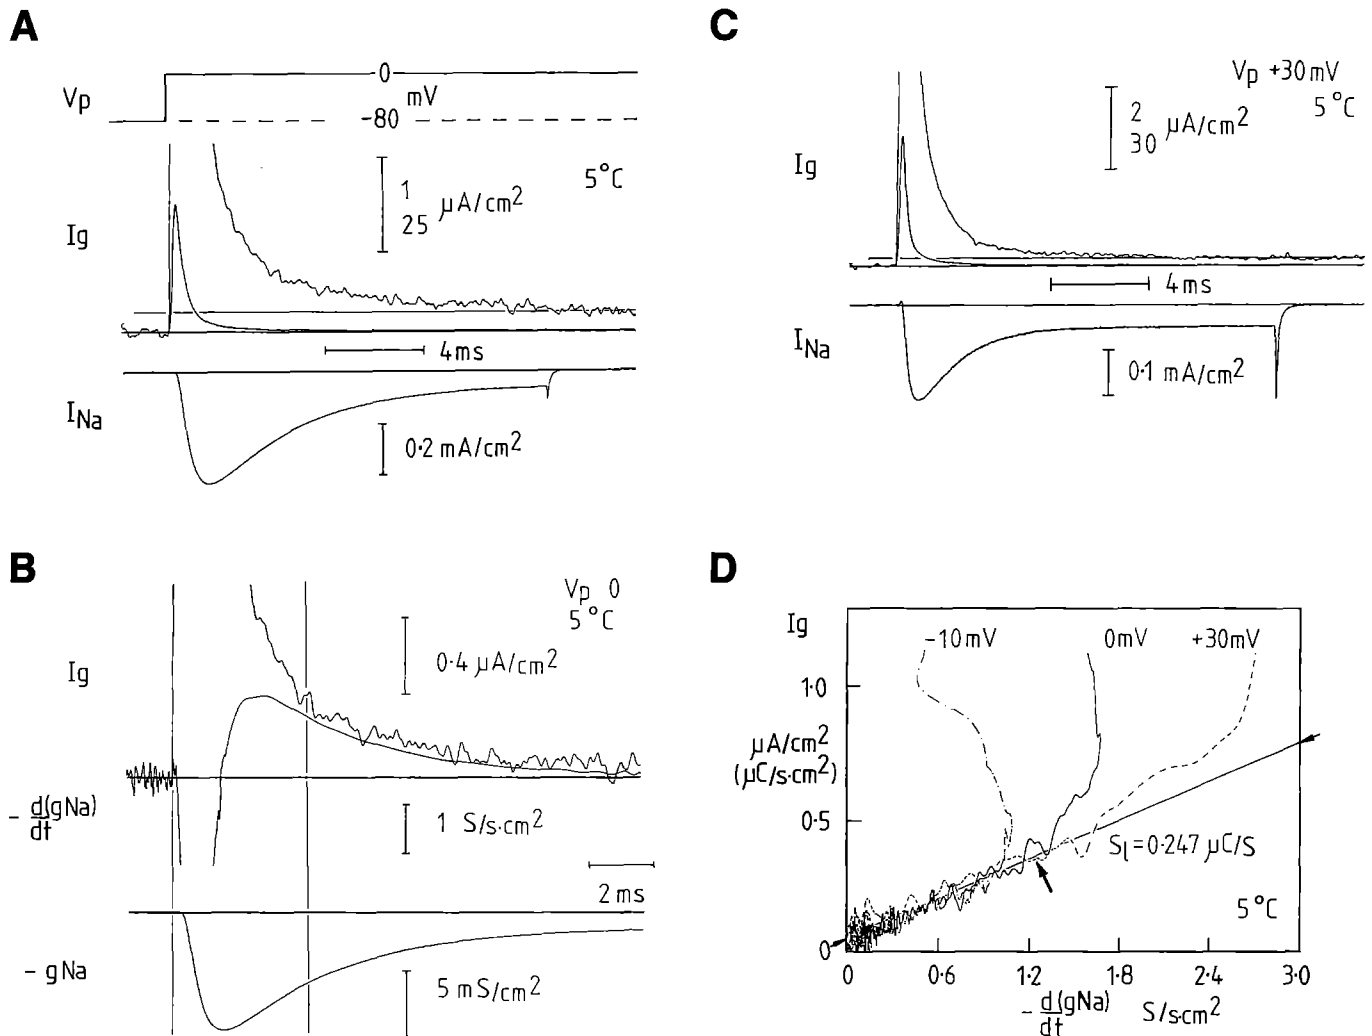 A
Vp
0
mV
-80
Ig
1
25
μA/cm2
5°C
4ms
INa
0·2 mA/cm2
B
Vp 0
5°C
Ig
0·4 μA/cm2
- d(gNa)
dt
1 S/s·cm2
2 ms
- gNa
5 mS/cm2
C
Vp +30mV
5°C
Ig
2
30
μA/cm2
4ms
INa
0·1 mA/cm2
D
Ig
-10mV
0mV
+30mV
1·0
μA/cm2
(μC/s·cm2)
0·5
Sl=0·247 μC/S
5°C
0
0 0·6 1·2 1·8 2·4 3·0
- d(gNa)
dt
S/s·cm2